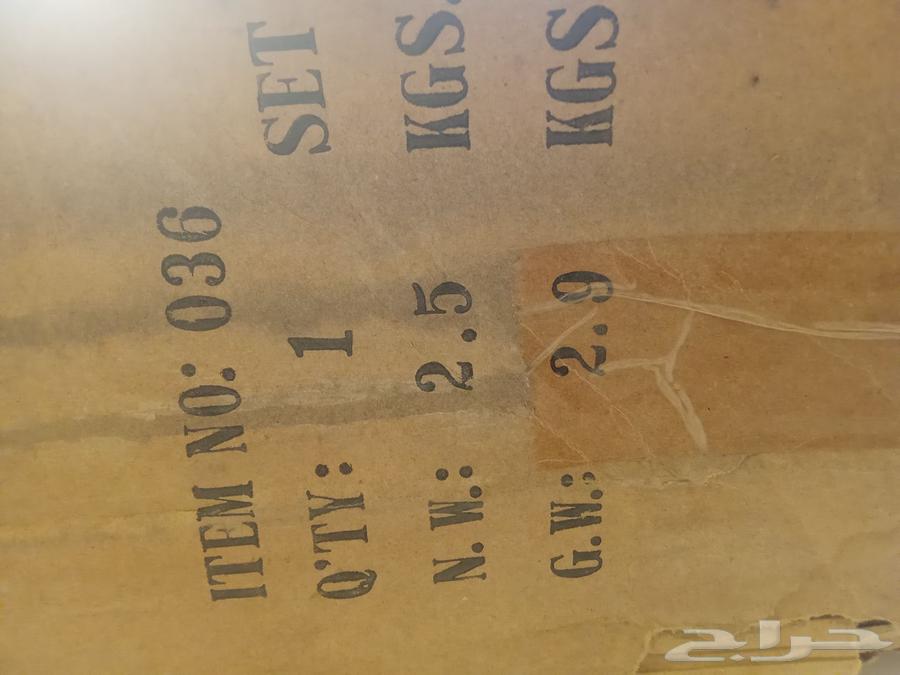 ITEM NO: 036
Q'TY: 1 SET
N.W.: 2.5 KGS.
G.W.: 2.9 KGS
حراج